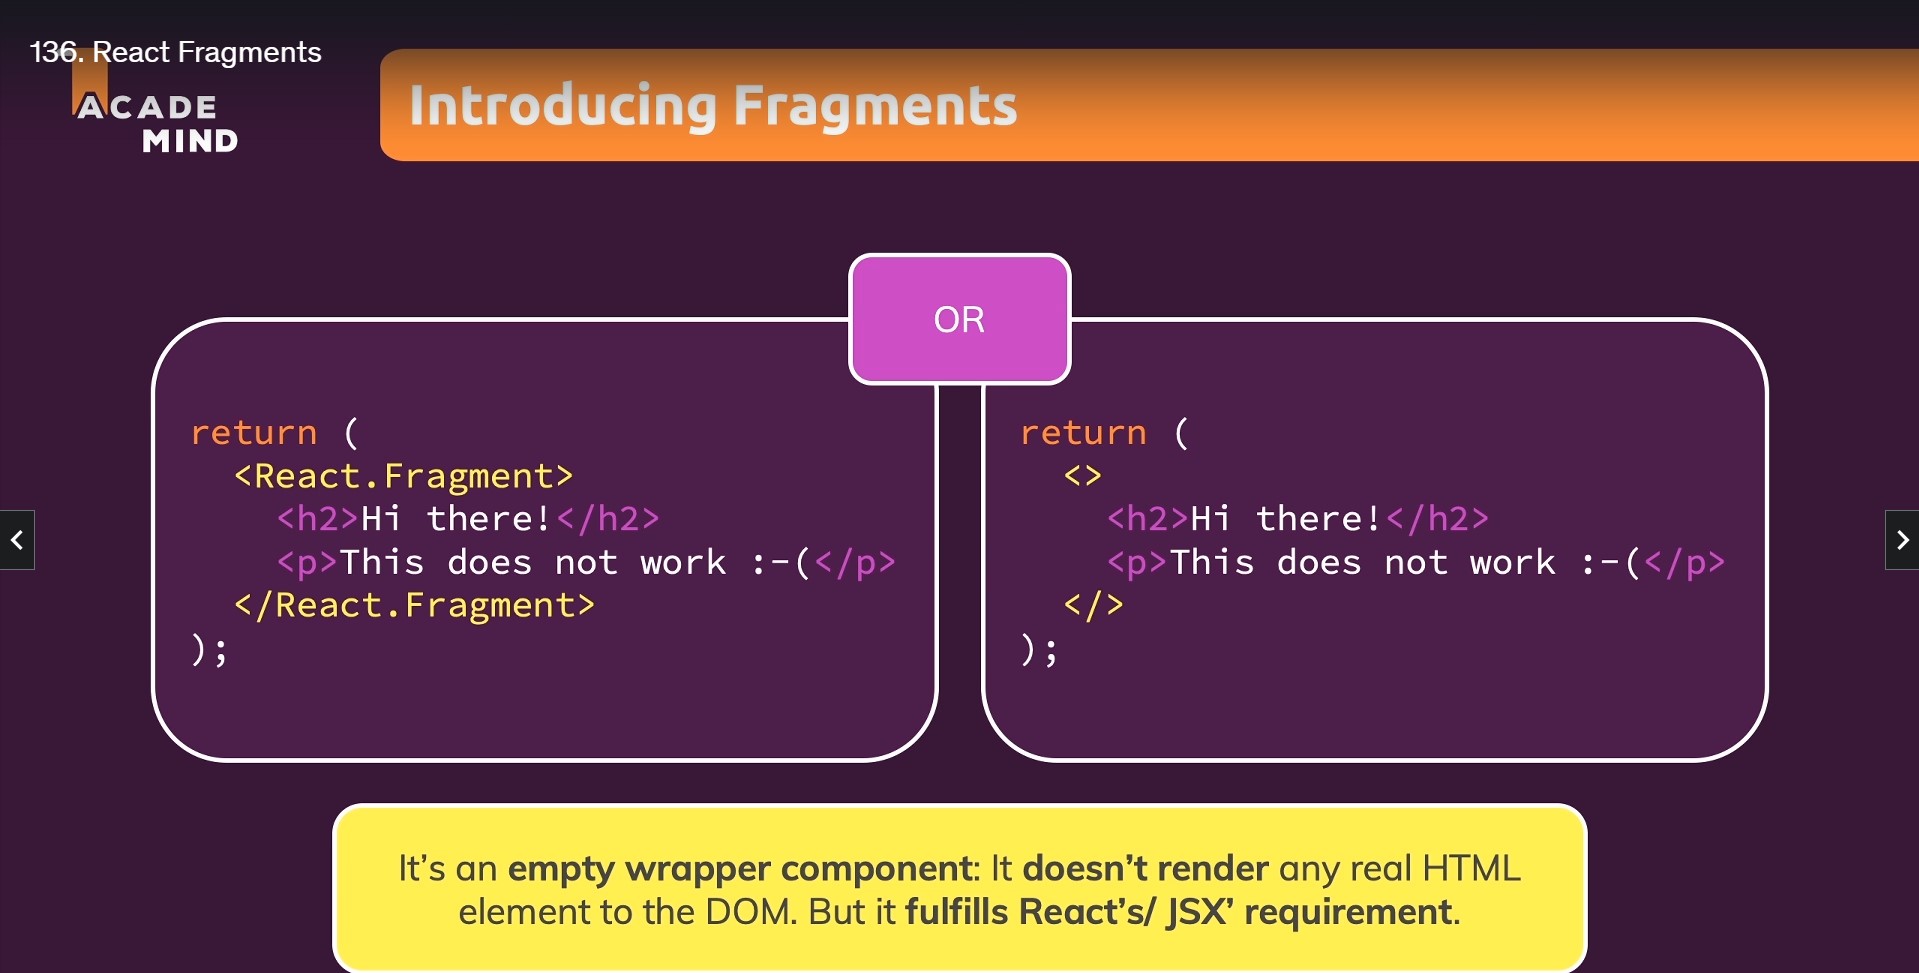 136. React Fragments
ACADE
MIND
Introducing Fragments
OR
return (
<React.Fragment>
<h2>Hi there!</h2>
<p>This does not work :-(</p>
</React.Fragment>
);
return (
<>
<h2>Hi there!</h2>
<p>This does not work :-(</p>
</>
);
It’s an empty wrapper component: It doesn’t render any real HTML
element to the DOM. But it fulfills React’s/ JSX’ requirement.